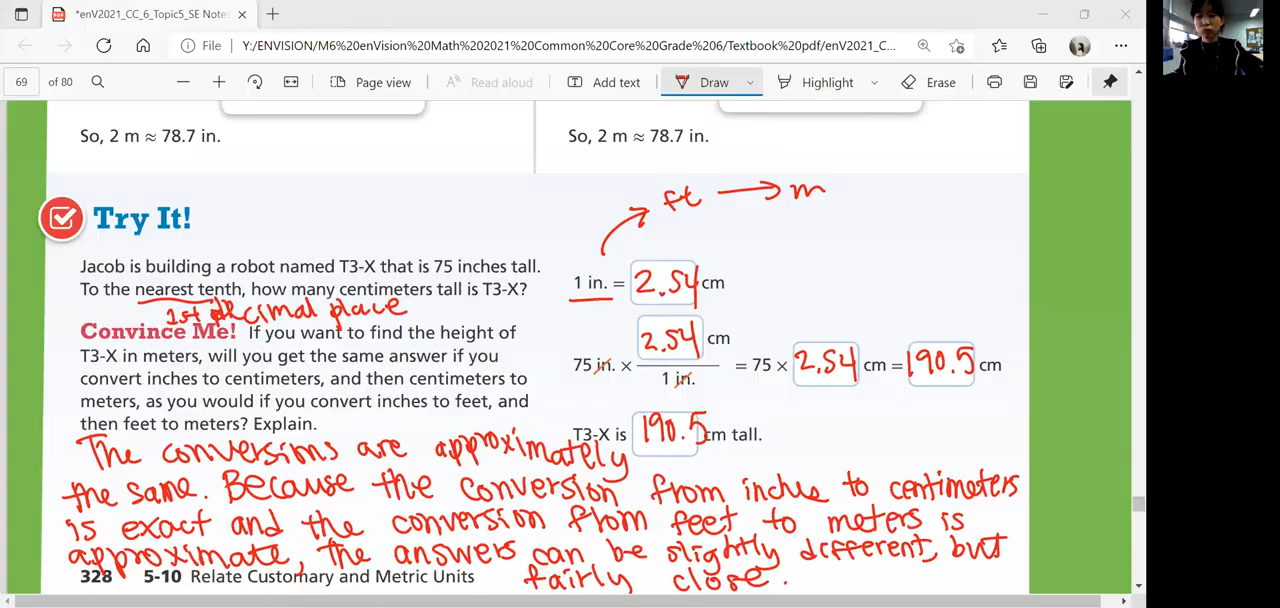 *enV2021_CC_6_Topic5_SE Note
File Y:/ENVISION/M6%20enVision%20Math%202021%20Common%20Core%20Grade%206/Textbook%20pdf/enV2021_C...
69 of 80 Page view Read aloud Add text Draw Highlight Erase
So, 2 m ≈ 78.7 in.
So, 2 m ≈ 78.7 in.
ft → m
Try It!
Jacob is building a robot named T3-X that is 75 inches tall.
To the nearest tenth, how many centimeters tall is T3-X?
1st decimal place
1 in. = 2.54 cm
Convince Me! If you want to find the height of
T3-X in meters, will you get the same answer if you
convert inches to centimeters, and then centimeters to
meters, as you would if you convert inches to feet, and
then feet to meters? Explain.
2.54 cm
75 in. × 1 in. = 75 × 2.54 cm = 190.5 cm
T3-X is 190.5 cm tall.
The conversions are approximately
the same. Because the conversion from inches to centimeters
is exact and the conversion from feet to meters is
approximate, the answers can be slightly different, but
fairly close.
328 5-10 Relate Customary and Metric Units